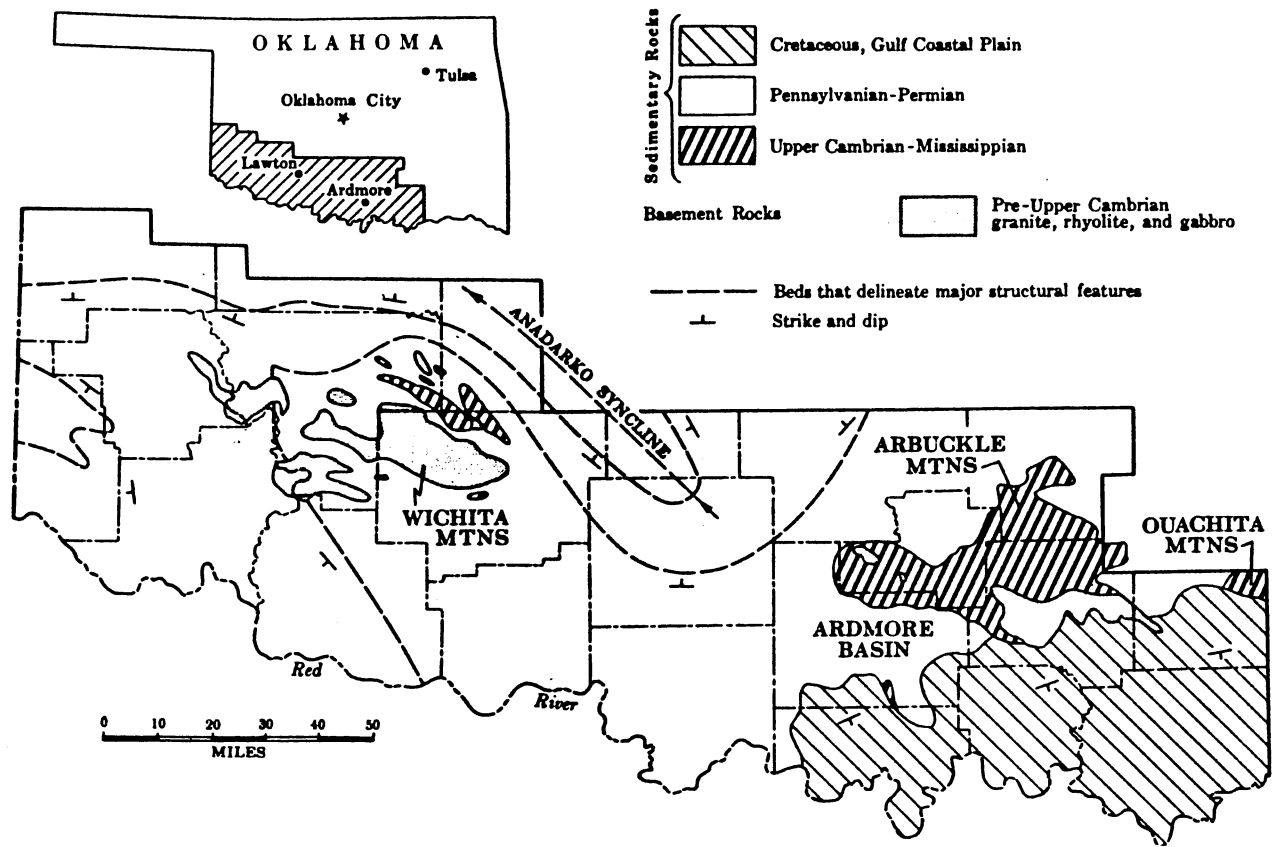 OKLAHOMA
Tulsa
Oklahoma City
Lawton
Ardmore
Sedimentary Rocks
Cretaceous, Gulf Coastal Plain
Pennsylvanian-Permian
Upper Cambrian-Mississippian
Basement Rocks
Pre-Upper Cambrian
granite, rhyolite, and gabbro
Beds that delineate major structural features
Strike and dip
ANADARKO SYNCLINE
WICHITA
MTNS
ARBUCKLE
MTNS
OUACHITA
MTNS
ARDMORE
BASIN
Red
River
0 10 20 30 40 50
MILES